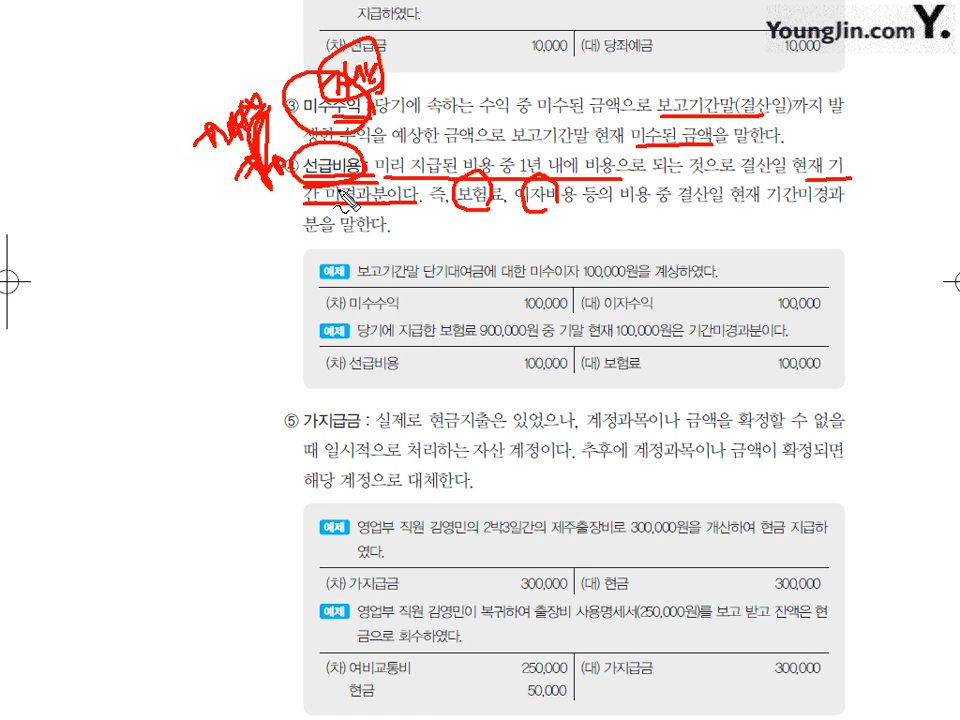 지급하였다.
YoungJin.com Y.
(차) 선급금 10,000 (대) 당좌예금 10,000
③ 미수수익 : 당기에 속하는 수익 중 미수된 금액으로 보고기간말(결산일)까지 발
생한 수익을 예상한 금액으로 보고기간말 현재 미수된 금액을 말한다.
④ 선급비용 : 미리 지급된 비용 중 1년 내에 비용으로 되는 것으로 결산일 현재 기
간 미경과분이다. 즉, 보험료, 이자비용 등의 비용 중 결산일 현재 기간미경과
분을 말한다.
예제 보고기간말 단기대여금에 대한 미수이자 100,000원을 계상하였다.
(차) 미수수익 100,000 (대) 이자수익 100,000
예제 당기에 지급한 보험료 900,000원 중 기말 현재 100,000원은 기간미경과분이다.
(차) 선급비용 100,000 (대) 보험료 100,000
⑤ 가지급금 : 실제로 현금지출은 있었으나, 계정과목이나 금액을 확정할 수 없을
때 일시적으로 처리하는 자산 계정이다. 추후에 계정과목이나 금액이 확정되면
해당 계정으로 대체한다.
예제 영업부 직원 김영민의 2박3일간의 제주출장비로 300,000원을 개산하여 현금 지급하
였다.
(차) 가지급금 300,000 (대) 현금 300,000
예제 영업부 직원 김영민이 복귀하여 출장비 사용명세서(250,000원)를 보고 받고 잔액은 현
금으로 회수하였다.
(차) 여비교통비 250,000 (대) 가지급금 300,000
현금 50,000